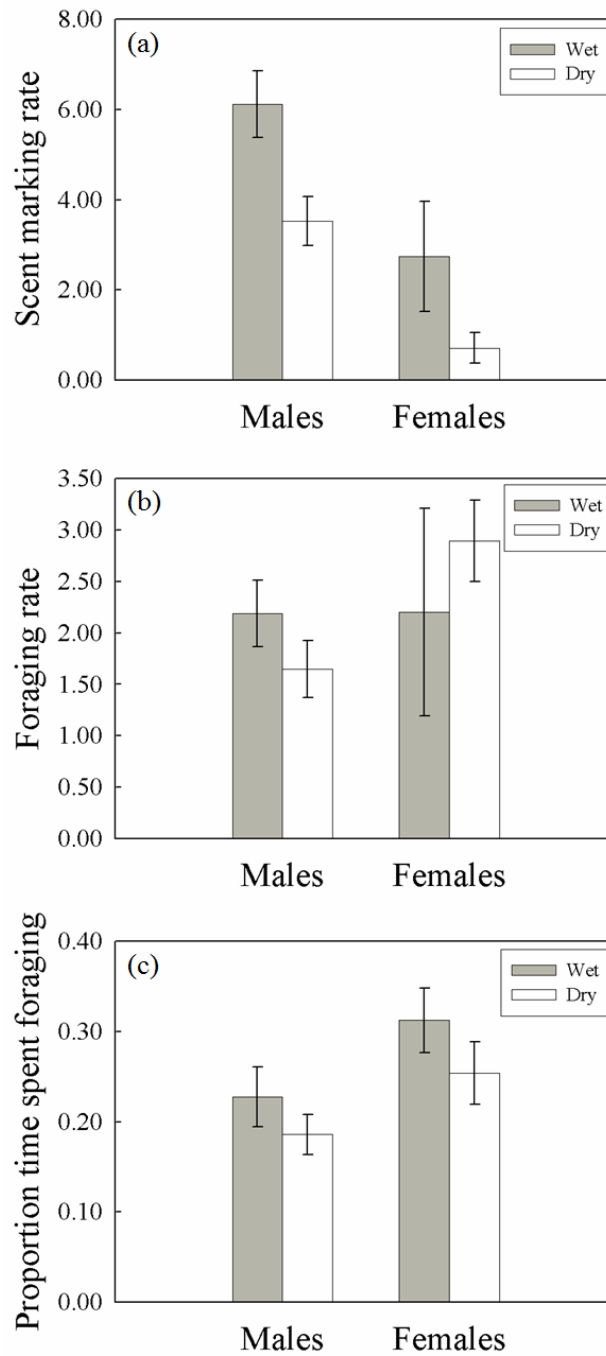 (a)
Wet
Dry
Scent marking rate
8.00
6.00
4.00
2.00
0.00
Males Females
(b)
Wet
Dry
Foraging rate
3.50
3.00
2.50
2.00
1.50
1.00
0.50
0.00
Males Females
(c)
Wet
Dry
Proportion time spent foraging
0.40
0.30
0.20
0.10
0.00
Males Females